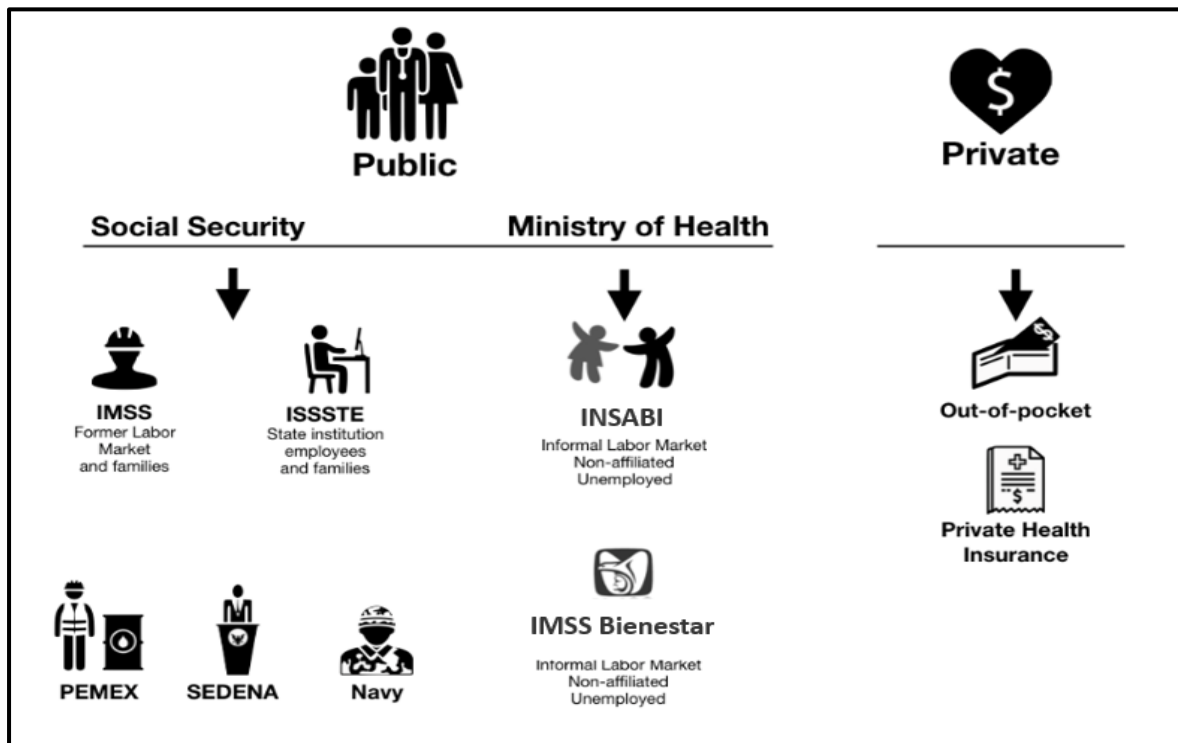 Public
Private
Social Security
Ministry of Health
IMSS
Former Labor
Market
and families
ISSSTE
State institution
employees
and families
INSABI
Informal Labor Market
Non-affiliated
Unemployed
Out-of-pocket
Private Health
Insurance
PEMEX
SEDENA
Navy
IMSS Bienestar
Informal Labor Market
Non-affiliated
Unemployed